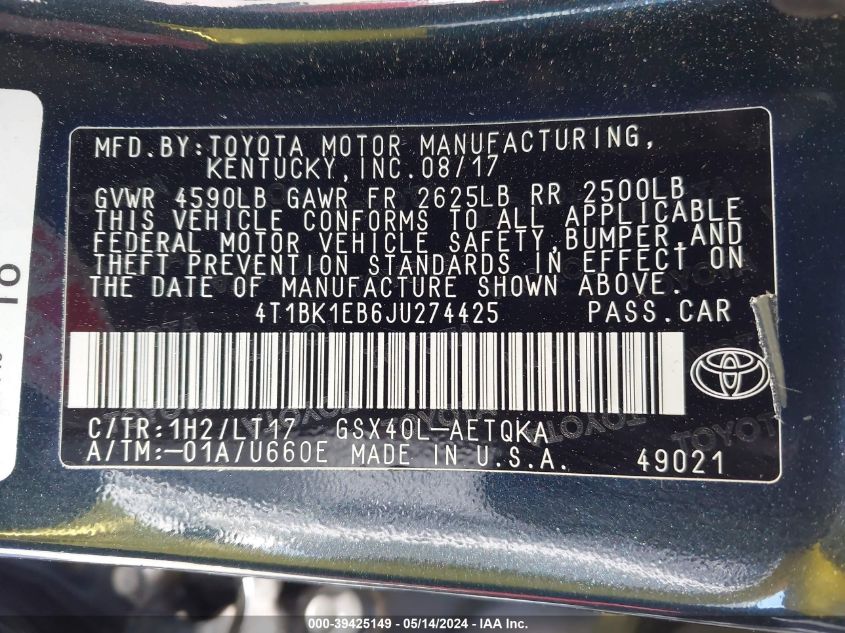 MFD.BY:TOYOTA MOTOR MANUFACTURING,
KENTUCKY,INC.08/17
GVWR 4590LB GAWR FR 2625LB RR 2500LB
THIS VEHICLE CONFORMS TO ALL APPLICABLE
FEDERAL MOTOR VEHICLE SAFETY,BUMPER,AND
THEFT PREVENTION STANDARDS IN EFFECT ON
THE DATE OF MANUFACTURE SHOWN ABOVE.
4T1BK1EB6JU274425 PASS.CAR
C/TR:1H2/LT17 GSX40L-AETQKA
A/TM:-01A/U660E MADE IN U.S.A. 49021
TO
000-39425149 - 05/14/2024 - IAA Inc.